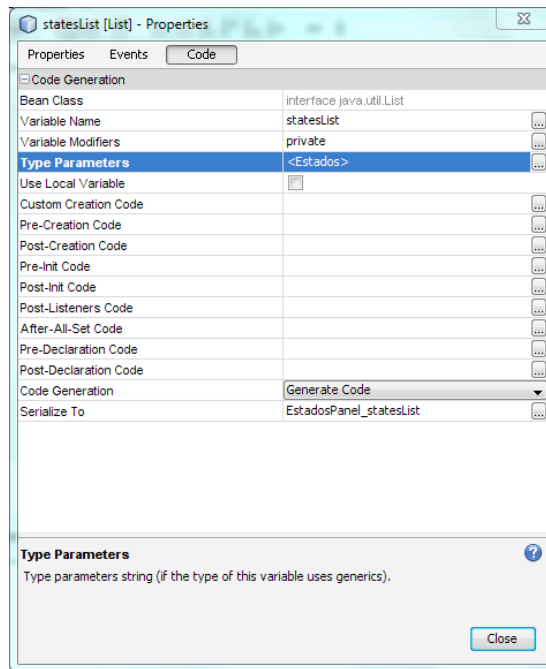 statesList [List] - Properties
Properties Events Code
Code Generation
Bean Class interface java.util.List
Variable Name statesList ...
Variable Modifiers private ...
Type Parameters <Estados> ...
Use Local Variable
Custom Creation Code ...
Pre-Creation Code ...
Post-Creation Code ...
Pre-Init Code ...
Post-Init Code ...
Post-Listeners Code ...
After-All-Set Code ...
Pre-Declaration Code ...
Post-Declaration Code ...
Code Generation Generate Code
Serialize To EstadosPanel_statesList ...
Type Parameters
Type parameters string (if the type of this variable uses generics).
Close